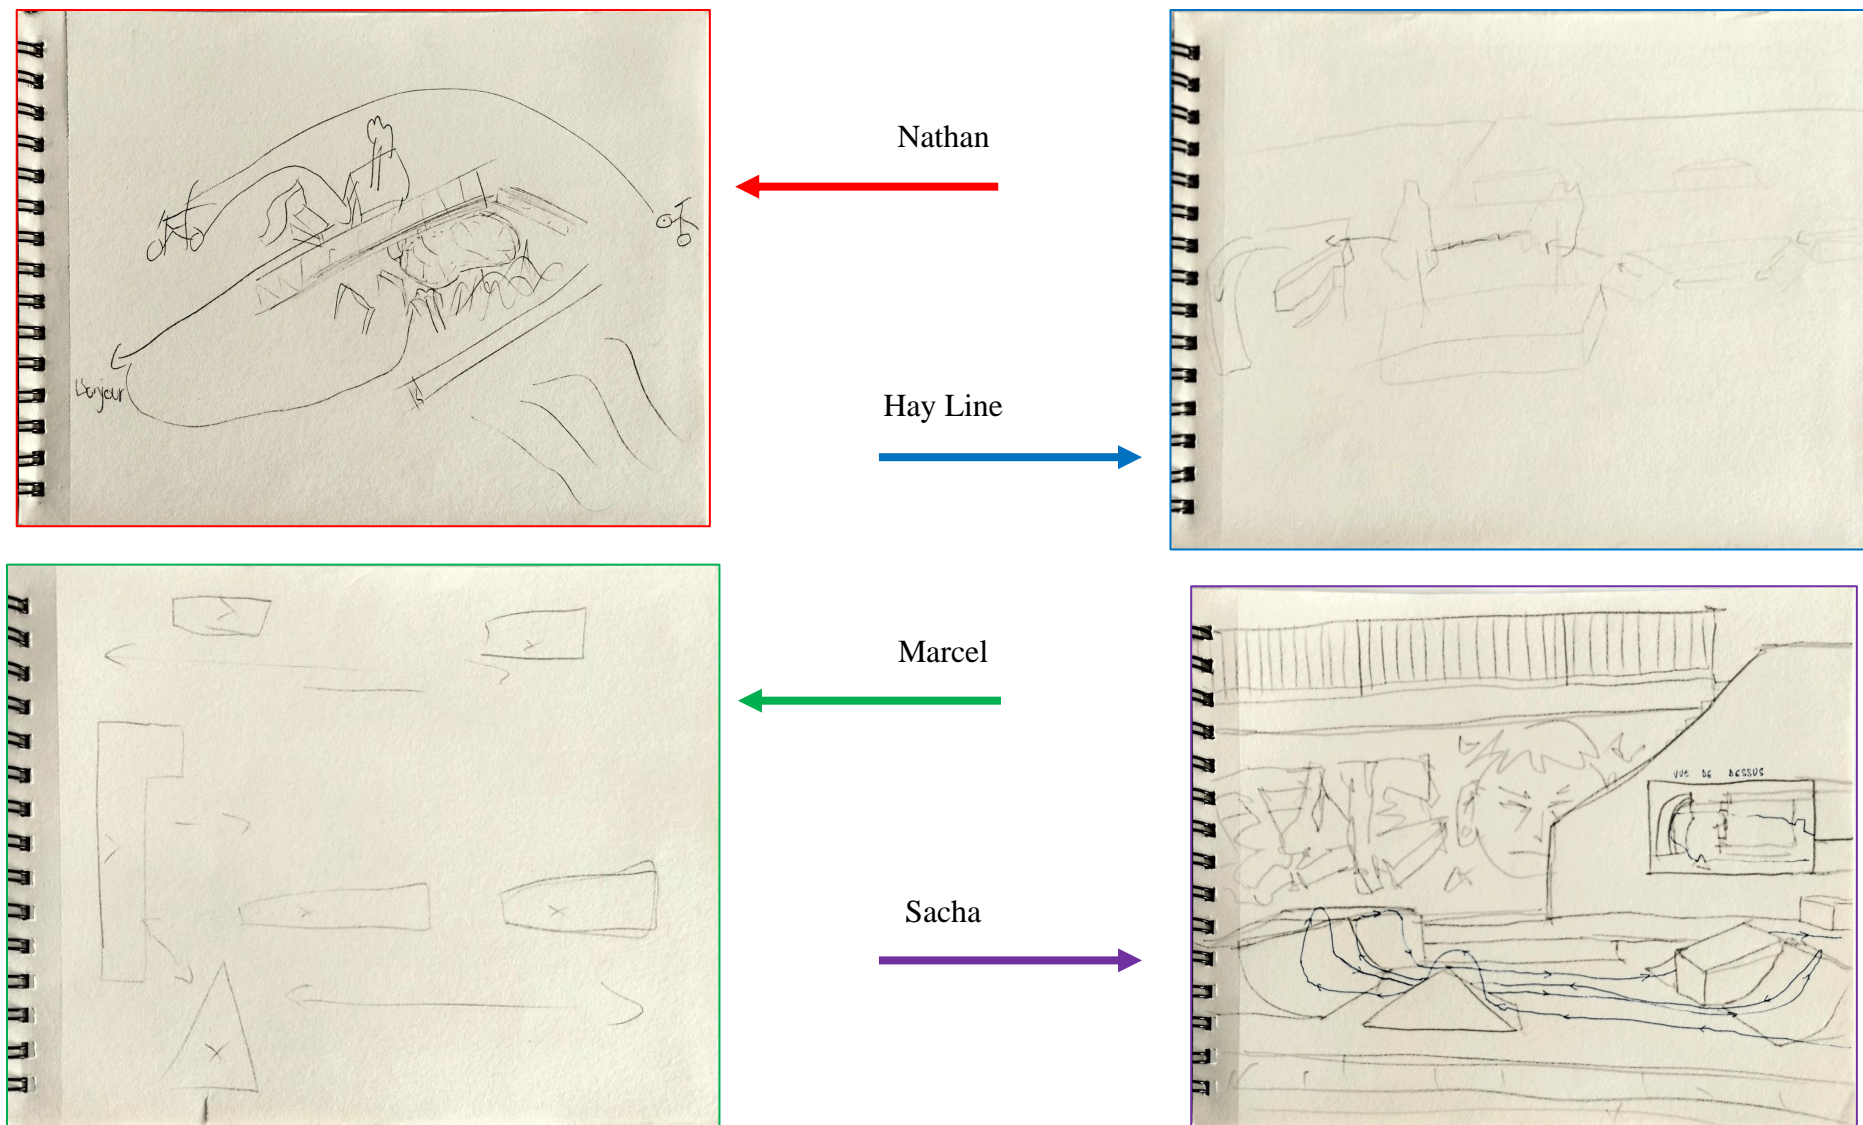 Nathan
Bonjour
Hay Line
Marcel
VUE DE DESSUS
Sacha